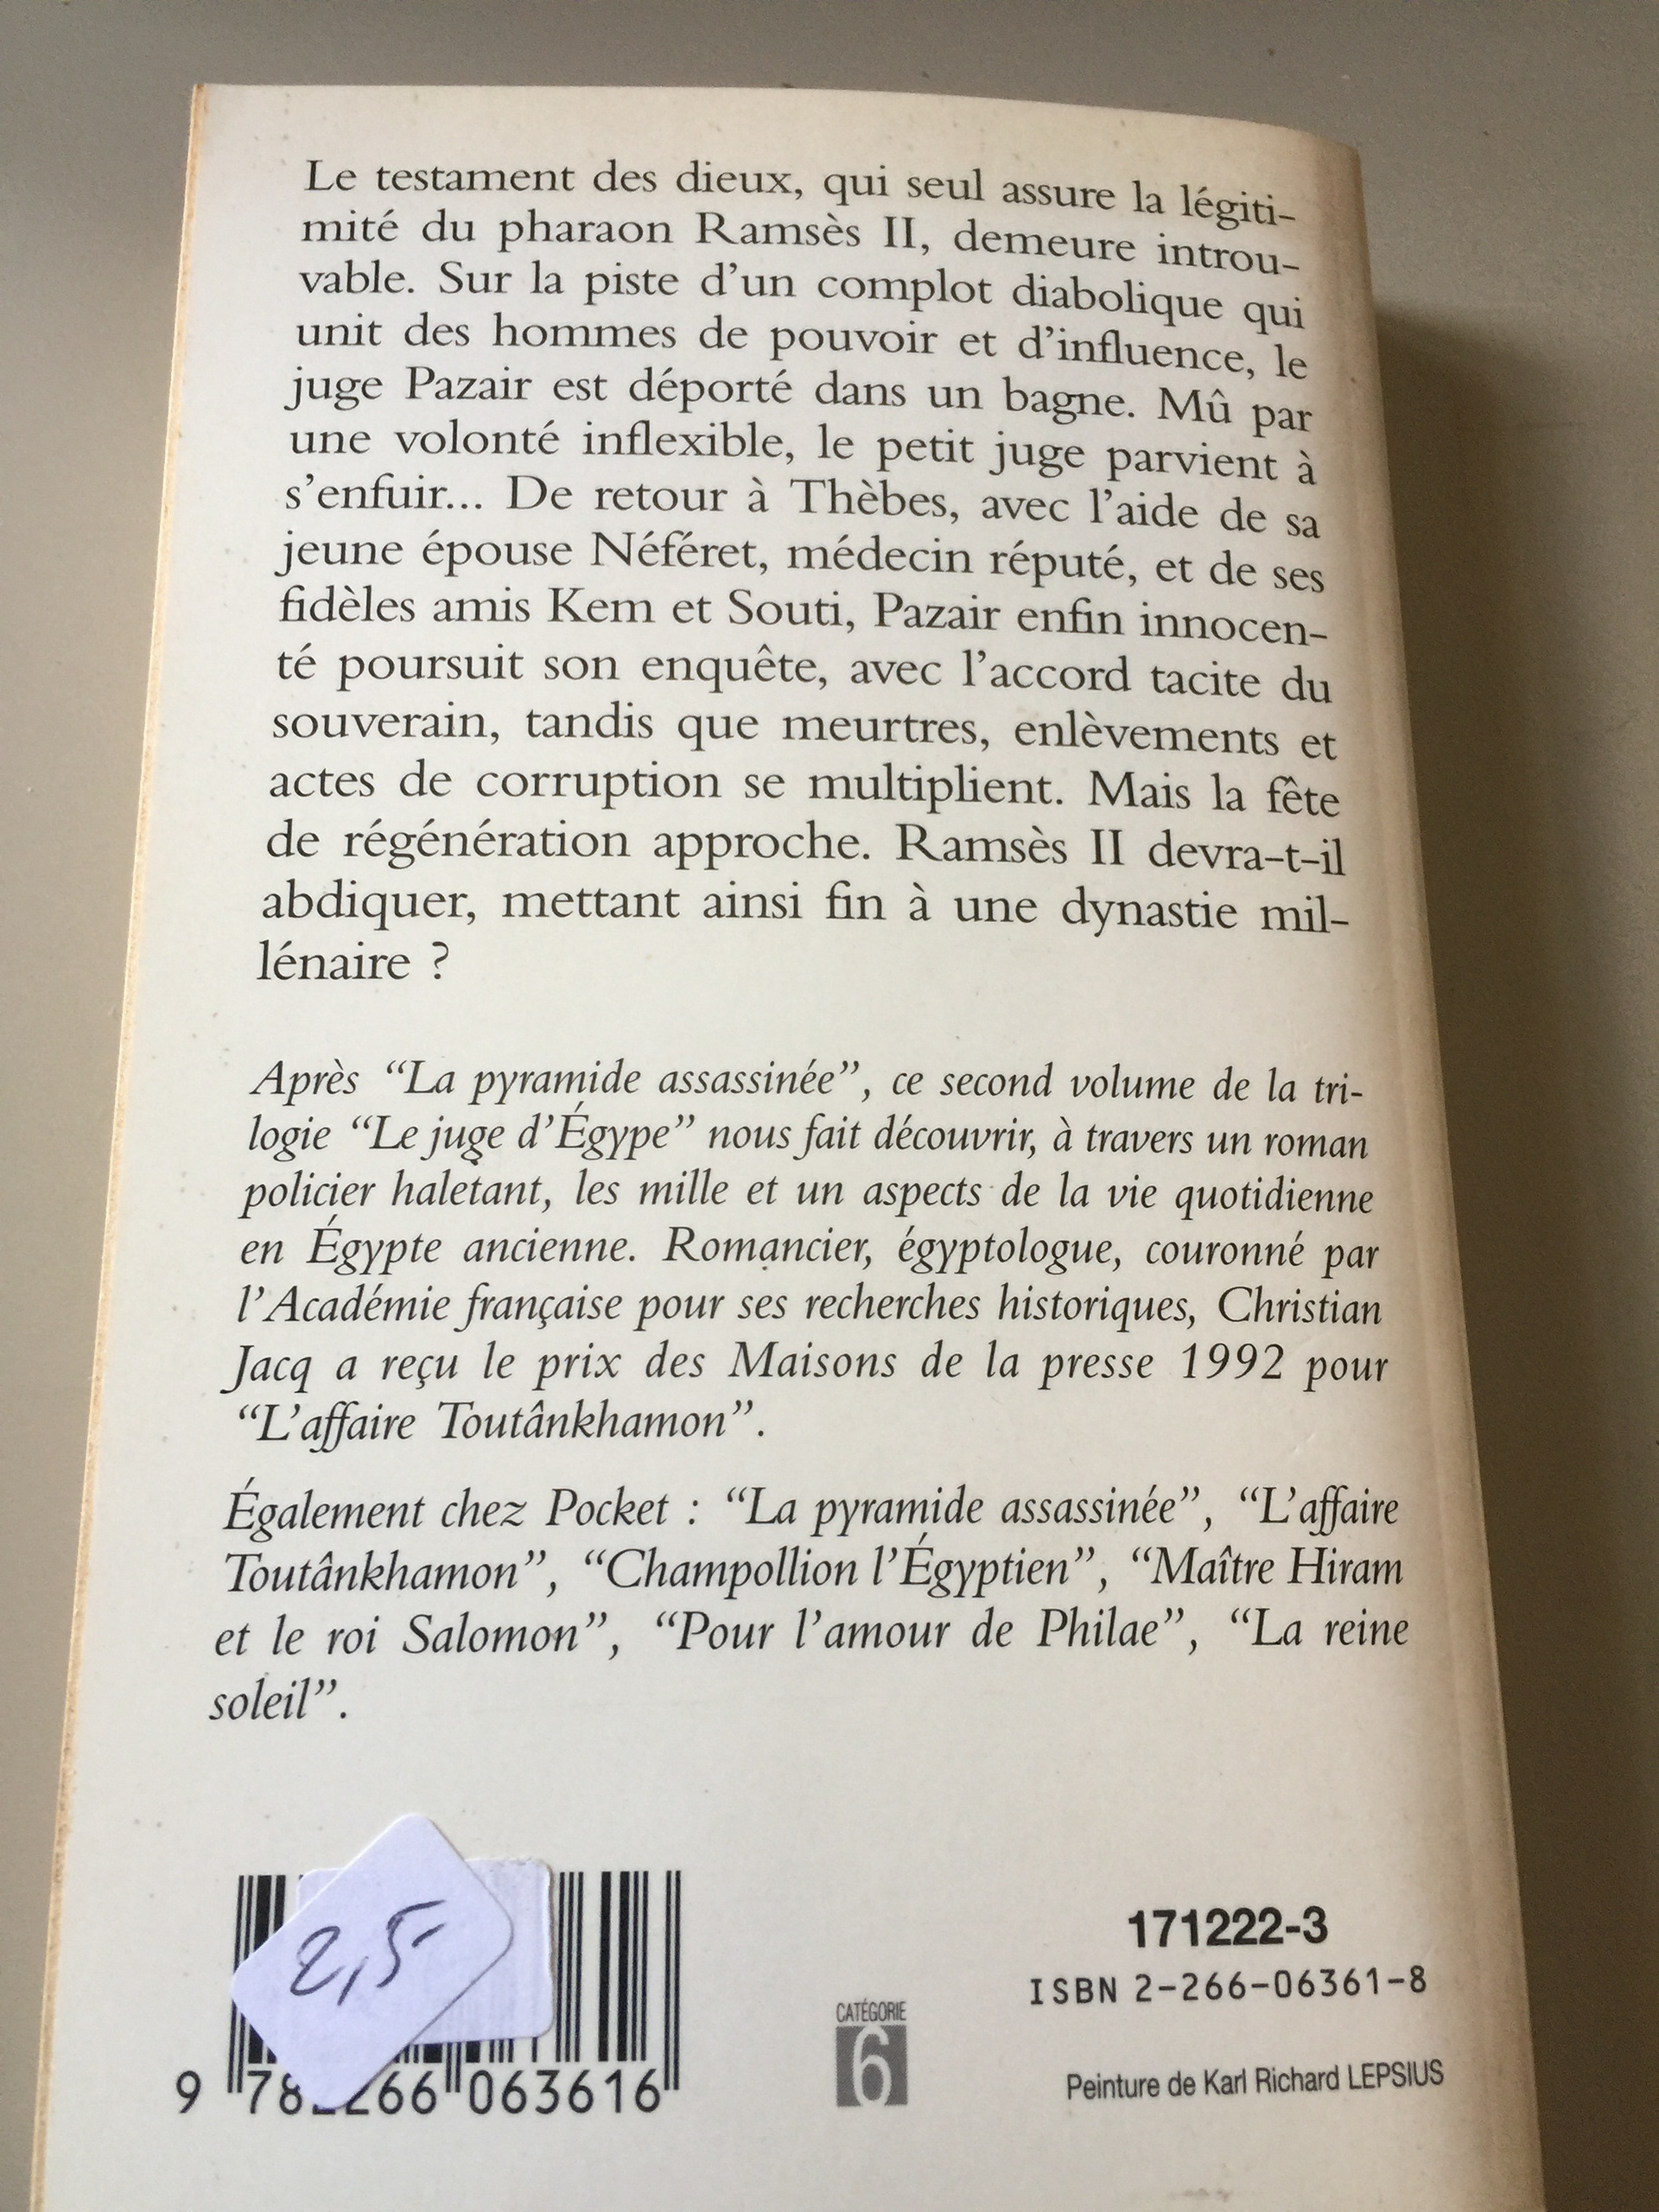 Le testament des dieux, qui seul assure la légiti-
mité du pharaon Ramsès II, demeure introu-
vable. Sur la piste d'un complot diabolique qui
unit des hommes de pouvoir et d'influence, le
juge Pazair est déporté dans un bagne. Mû par
une volonté inflexible, le petit juge parvient à
s'enfuir... De retour à Thèbes, avec l'aide de sa
jeune épouse Néféret, médecin réputé, et de ses
fidèles amis Kem et Souti, Pazair enfin innocen-
té poursuit son enquête, avec l'accord tacite du
souverain, tandis que meurtres, enlèvements et
actes de corruption se multiplient. Mais la fête
de régénération approche. Ramsès II devra-t-il
abdiquer, mettant ainsi fin à une dynastie mil-
lénaire ?
Après “La pyramide assassinée”, ce second volume de la tri-
logie “Le juge d'Égype” nous fait découvrir, à travers un roman
policier haletant, les mille et un aspects de la vie quotidienne
en Égypte ancienne. Romancier, égyptologue, couronné par
l'Académie française pour ses recherches historiques, Christian
Jacq a reçu le prix des Maisons de la presse 1992 pour
“L'affaire Toutânkhamon”.
Également chez Pocket : “La pyramide assassinée”, “L'affaire
Toutânkhamon”, “Champollion l'Égyptien”, “Maître Hiram
et le roi Salomon”, “Pour l'amour de Philae”, “La reine
soleil”.
2,5
9 78 266 063616
CATÉGORIE
6
171222-3
ISBN 2-266-06361-8
Peinture de Karl Richard LEPSIUS